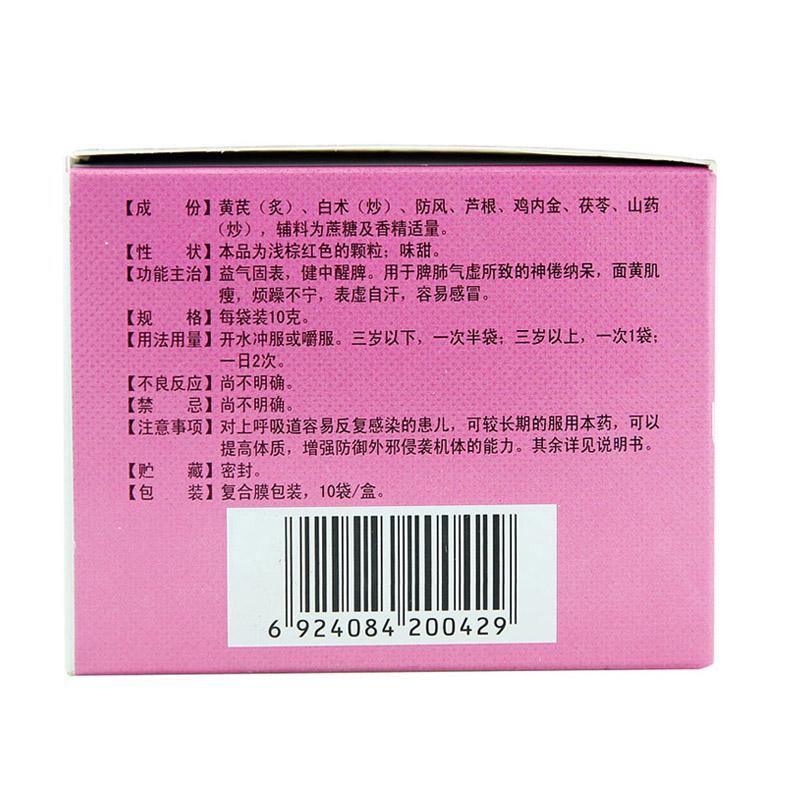 【成　份】黄芪（炙）、白术（炒）、防风、芦根、鸡内金、茯苓、山药
（炒），辅料为蔗糖及香精适量。
【性　状】本品为浅棕红色的颗粒；味甜。
【功能主治】益气固表，健中醒脾。用于脾肺气虚所致的神倦纳呆，面黄肌
瘦，烦躁不宁，表虚自汗，容易感冒。
【规　格】每袋装10克。
【用法用量】开水冲服或嚼服。三岁以下，一次半袋；三岁以上，一次1袋；
一日2次。
【不良反应】尚不明确。
【禁　忌】尚不明确。
【注意事项】对上呼吸道容易反复感染的患儿，可较长期的服用本药，可以
提高体质，增强防御外邪侵袭机体的能力。其余详见说明书。
【贮　藏】密封。
【包　装】复合膜包装，10袋/盒。
6 924084 200429